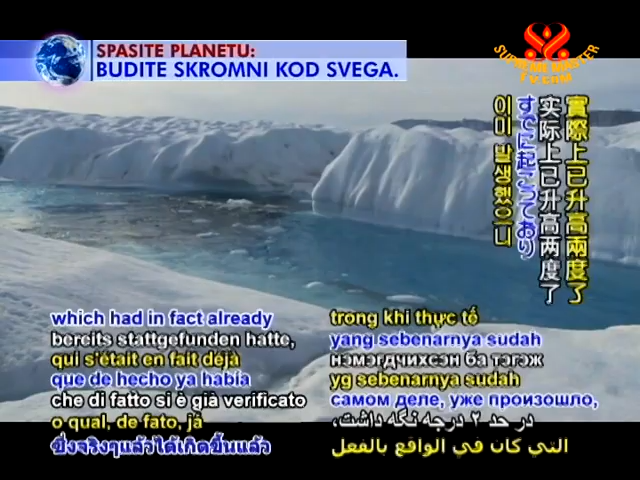 SPASITE PLANETU:
BUDITE SKROMNI KOD SVEGA.
SUPREME MASTER
TV.COM
實際上已升高兩度了
实际上已升高两度了
すでに起こっており
이미 발생했으니
which had in fact already
bereits stattgefunden hatte,
qui s'était en fait déjà
que de hecho ya había
che di fatto si è già verificato
o qual, de fato, já
ซึ่งจริงๆแล้วได้เกิดขึ้นแล้ว
trong khi thực tế
yang sebenarnya sudah
нэмэгдчихсэн ба тэгэж
yg sebenarnya sudah
самом деле, уже произошло,
در حد ۲ درجه نگه داشت،
التي كان في الواقع بالفعل